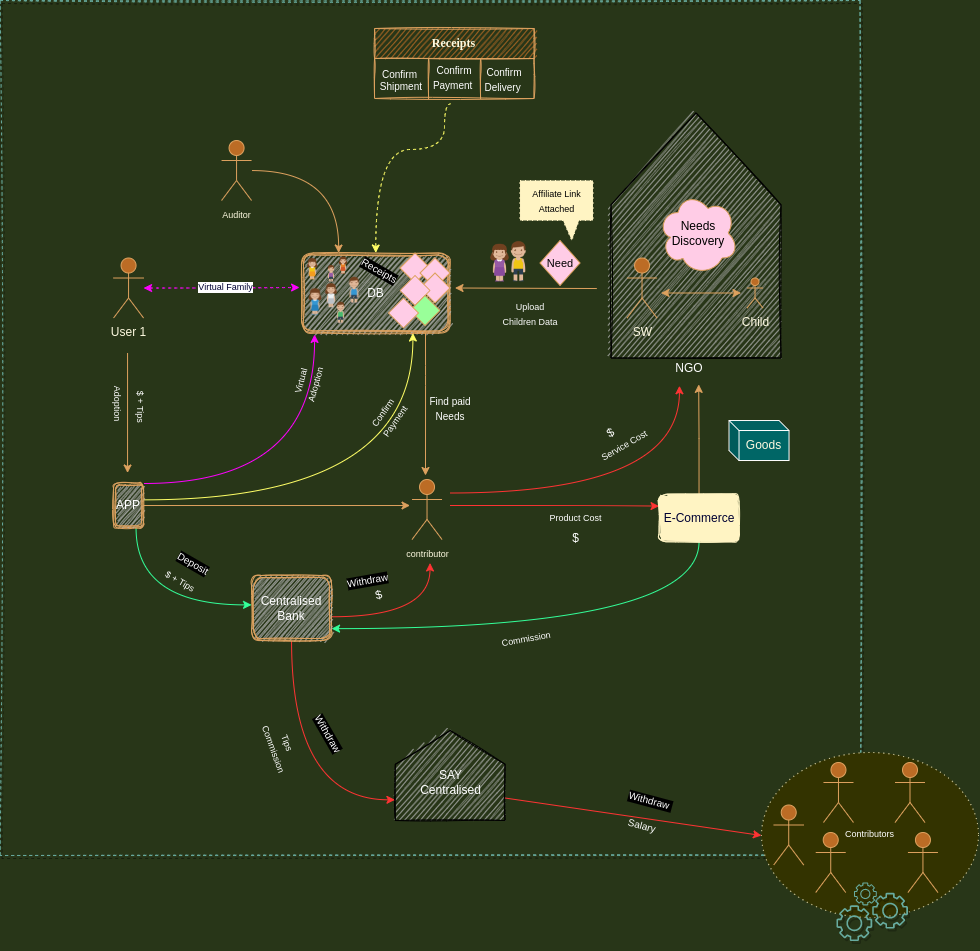 Receipts
Confirm
Shipment
Confirm
Payment
Confirm
Delivery
Auditor
Affiliate Link
Attached
Needs
Discovery
Need
Receipts
DB
Virtual Family
User 1
SW
Child
Upload
Children Data
NGO
Adoption
$ + Tips
Virtual
Adoption
Confirm
Payment
Find paid
Needs
$
Service Cost
Goods
APP
E-Commerce
Product Cost
$
contributor
Deposit
$ + Tips
Withdraw
$
Centralised
Bank
Commission
Withdraw
Tips
Commission
SAY
Centralised
Withdraw
Salary
Contributors